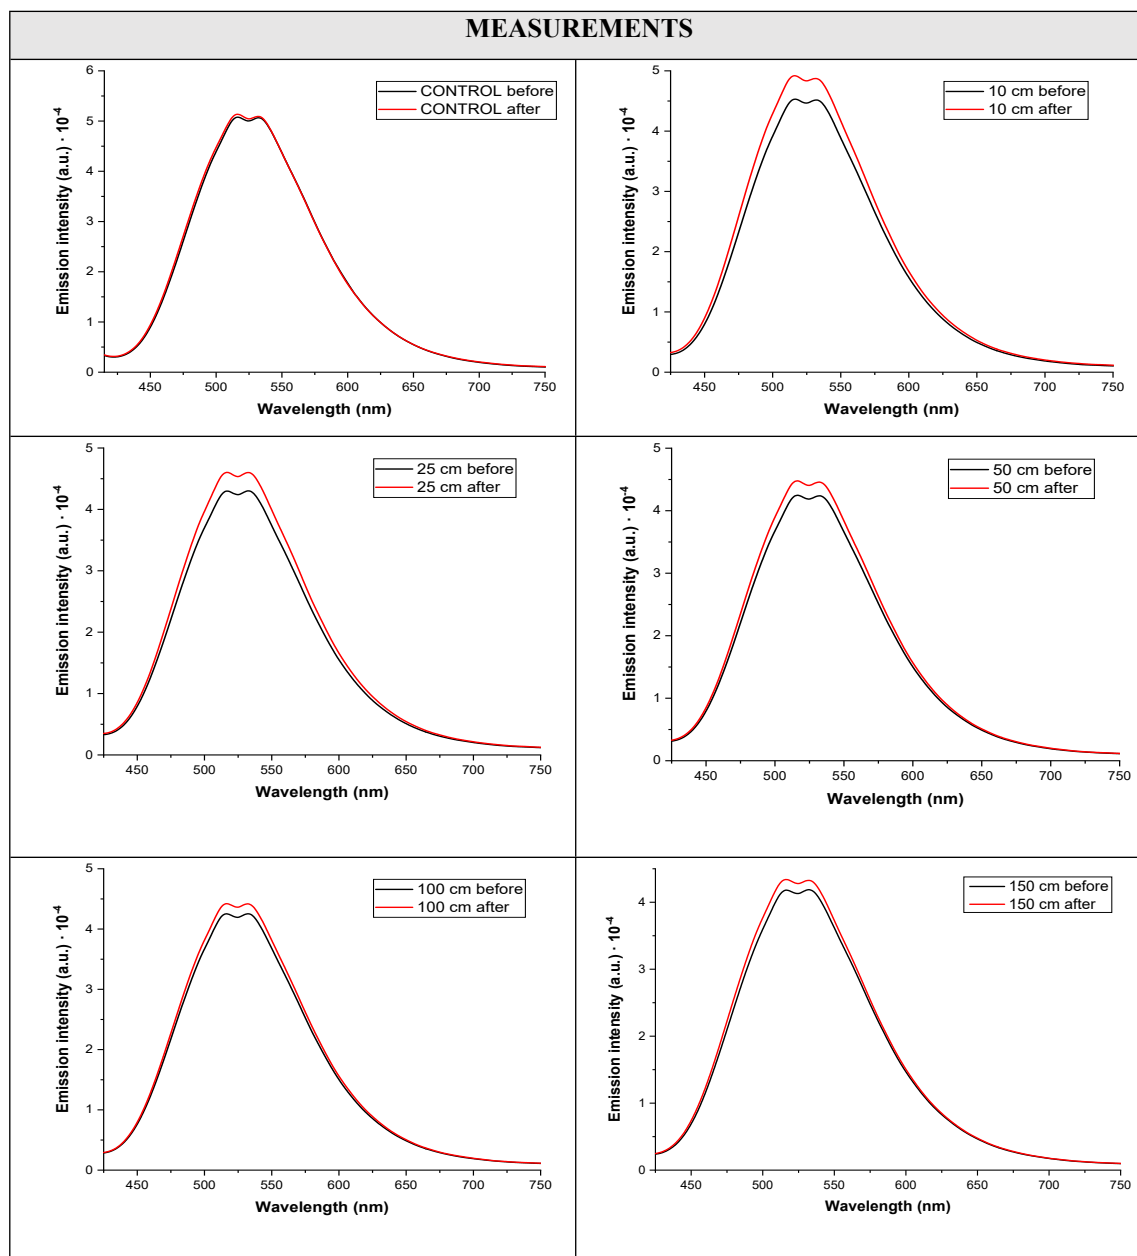 MEASUREMENTS
CONTROL before
CONTROL after
Emission intensity (a.u.) · 10⁻⁴
6
5
4
3
2
1
0
450 500 550 600 650 700 750
Wavelength (nm)
10 cm before
10 cm after
Emission intensity (a.u.) · 10⁻⁴
5
4
3
2
1
0
450 500 550 600 650 700 750
Wavelength (nm)
25 cm before
25 cm after
Emission intensity (a.u.) · 10⁻⁴
5
4
3
2
1
0
450 500 550 600 650 700 750
Wavelength (nm)
50 cm before
50 cm after
Emission intensity (a.u.) · 10⁻⁴
5
4
3
2
1
0
450 500 550 600 650 700 750
Wavelength (nm)
100 cm before
100 cm after
Emission intensity (a.u.) · 10⁻⁴
5
4
3
2
1
0
450 500 550 600 650 700 750
Wavelength (nm)
150 cm before
150 cm after
Emission intensity (a.u.) · 10⁻⁴
4
3
2
1
0
450 500 550 600 650 700 750
Wavelength (nm)